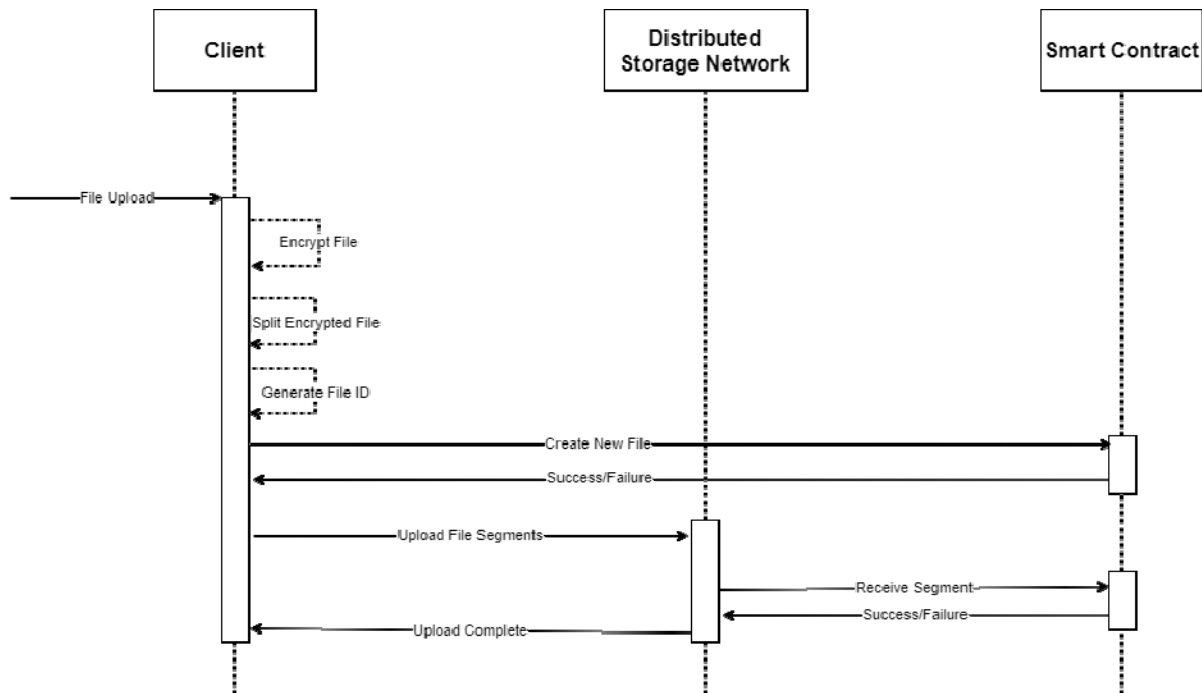 Client
Distributed
Storage Network
Smart Contract
File Upload
Encrypt File
Split Encrypted File
Generate File ID
Create New File
Success/Failure
Upload File Segments
Receive Segment
Success/Failure
Upload Complete